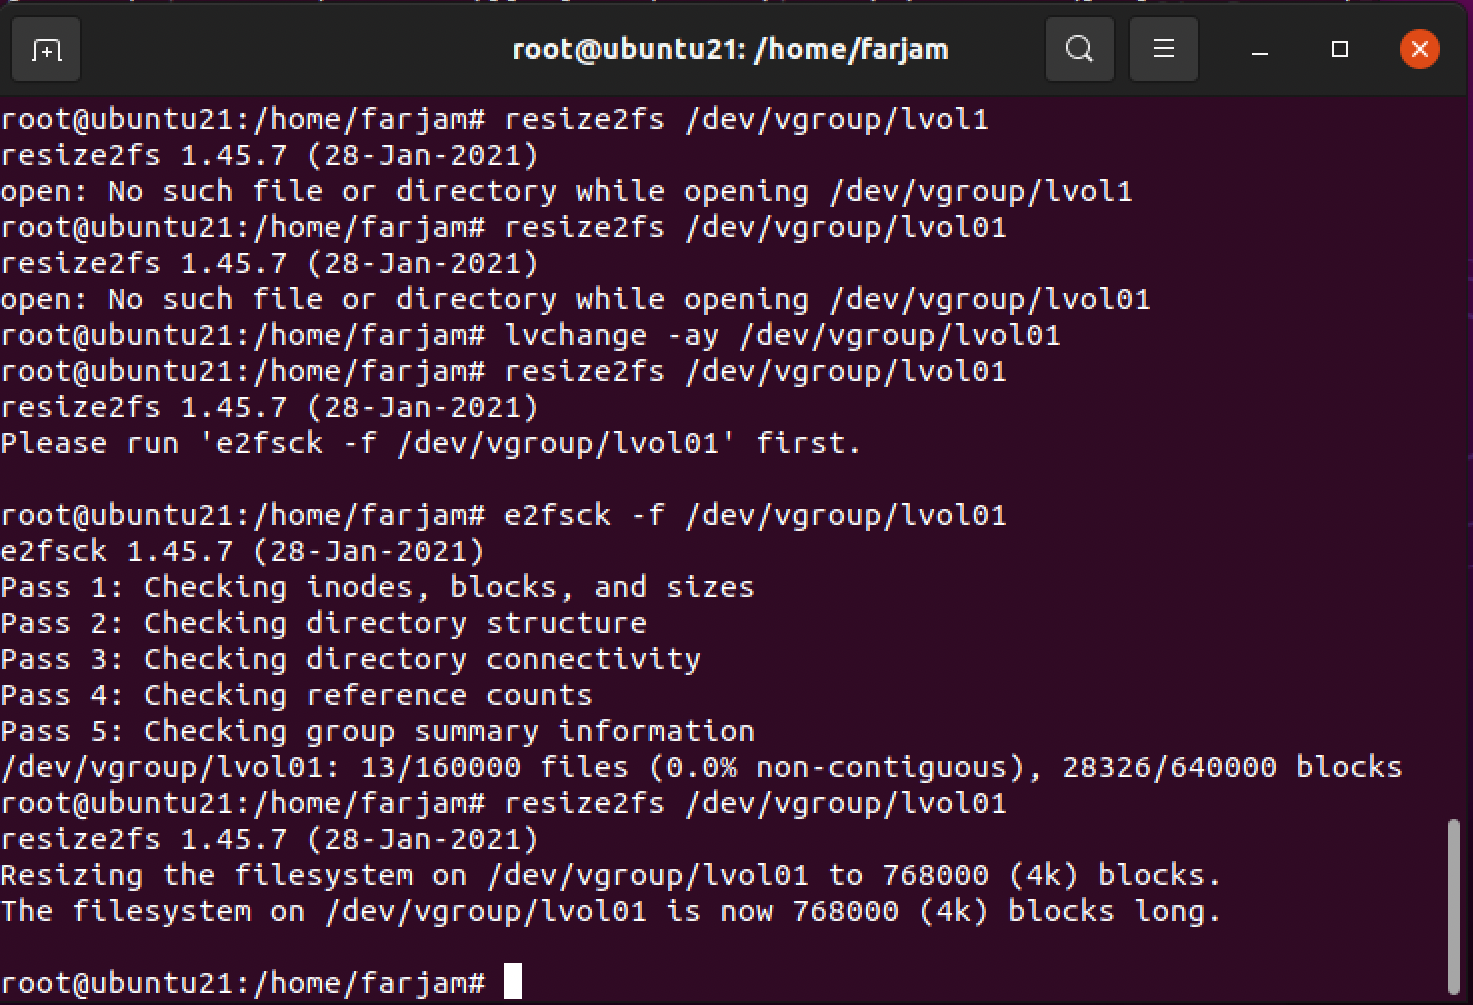 root@ubuntu21: /home/farjam
root@ubuntu21:/home/farjam# resize2fs /dev/vgroup/lvol1
resize2fs 1.45.7 (28-Jan-2021)
open: No such file or directory while opening /dev/vgroup/lvol1
root@ubuntu21:/home/farjam# resize2fs /dev/vgroup/lvol01
resize2fs 1.45.7 (28-Jan-2021)
open: No such file or directory while opening /dev/vgroup/lvol01
root@ubuntu21:/home/farjam# lvchange -ay /dev/vgroup/lvol01
root@ubuntu21:/home/farjam# resize2fs /dev/vgroup/lvol01
resize2fs 1.45.7 (28-Jan-2021)
Please run 'e2fsck -f /dev/vgroup/lvol01' first.
root@ubuntu21:/home/farjam# e2fsck -f /dev/vgroup/lvol01
e2fsck 1.45.7 (28-Jan-2021)
Pass 1: Checking inodes, blocks, and sizes
Pass 2: Checking directory structure
Pass 3: Checking directory connectivity
Pass 4: Checking reference counts
Pass 5: Checking group summary information
/dev/vgroup/lvol01: 13/160000 files (0.0% non-contiguous), 28326/640000 blocks
root@ubuntu21:/home/farjam# resize2fs /dev/vgroup/lvol01
resize2fs 1.45.7 (28-Jan-2021)
Resizing the filesystem on /dev/vgroup/lvol01 to 768000 (4k) blocks.
The filesystem on /dev/vgroup/lvol01 is now 768000 (4k) blocks long.
root@ubuntu21:/home/farjam#